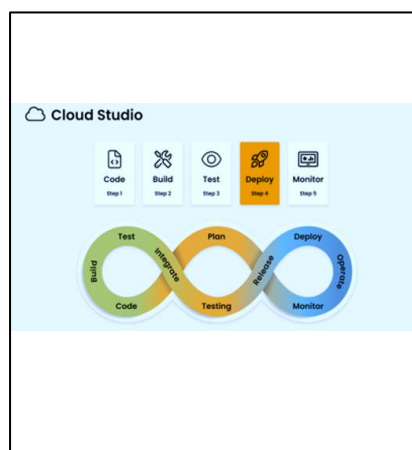 Cloud Studio
Code Build Test Deploy Monitor
Step 1 Step 2 Step 3 Step 4 Step 5
Test Plan Deploy
Build Integrate Release Operate
Code Testing Monitor